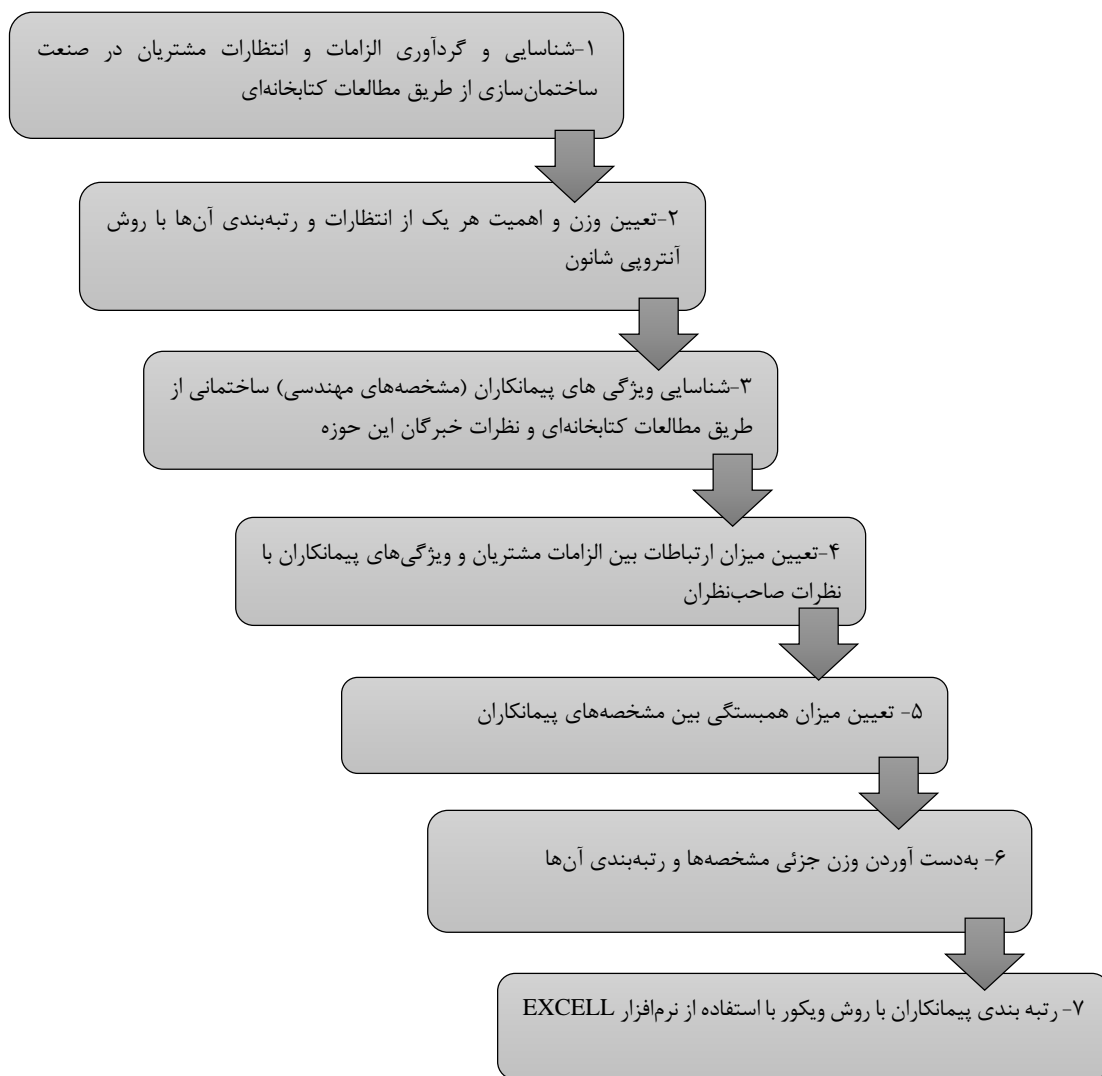 ۱-شناسایی و گردآوری الزامات و انتظارات مشتریان در صنعت
ساختمان‌سازی از طریق مطالعات کتابخانه‌ای
۲-تعیین وزن و اهمیت هر یک از انتظارات و رتبه‌بندی آن‌ها با روش
آنتروپی شانون
۳-شناسایی ویژگی های پیمانکاران (مشخصه‌های مهندسی) ساختمانی از
طریق مطالعات کتابخانه‌ای و نظرات خبرگان این حوزه
۴-تعیین میزان ارتباطات بین الزامات مشتریان و ویژگی‌های پیمانکاران با
نظرات صاحب‌نظران
۵- تعیین میزان همبستگی بین مشخصه‌های پیمانکاران
۶- به‌دست آوردن وزن جزئی مشخصه‌ها و رتبه‌بندی آن‌ها
۷- رتبه بندی پیمانکاران با روش ویکور با استفاده از نرم‌افزار EXCELL